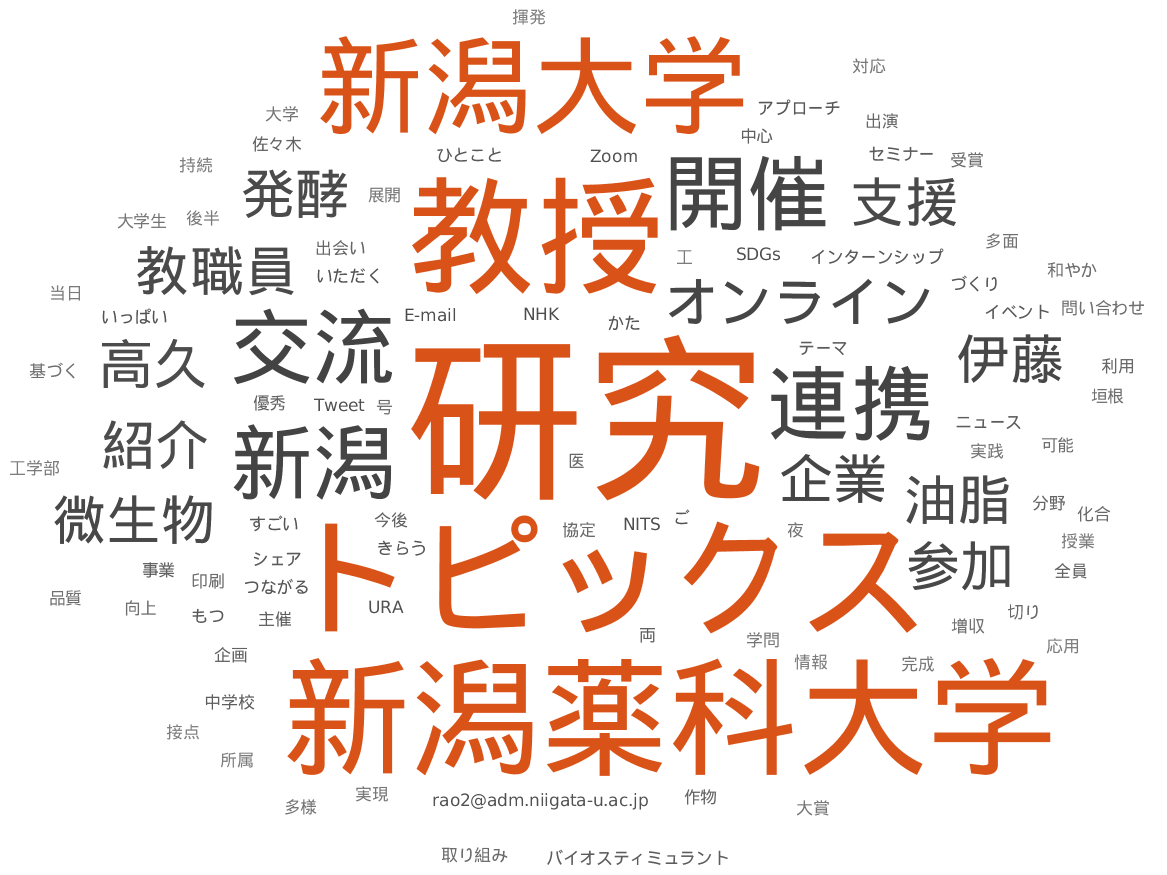 揮発
新潟大学
対応
大学
アプローチ
出演
中心
佐々木
ひとこと
Zoom
セミナー
受賞
持続
開催
発酵
教授
支援
展開
大学生
後半
教職員
出会い
いただく
工
SDGs
インターンシップ
多面
和やか
づくり
当日
オンライン
いっぱい
交流
E-mail
NHK
かた
イベント
問い合わせ
高久
研究
テーマ
伊藤
基づく
連携
利用
垣根
優秀
Tweet
号
ニュース
紹介
新潟
実践
可能
工学部
医
企業
油脂
微生物
分野
化合
すごい
今後
協定
NITS
ご
夜
トピックス
シェア
きらう
参加
授業
事業
印刷
つながる
全員
品質
向上
もつ
主催
URA
増収
切り
両
学問
応用
企画
情報
完成
新潟薬科大学
中学校
接点
所属
多様
実現
rao2@adm.niigata-u.ac.jp
作物
大賞
取り組み
バイオスティミュラント